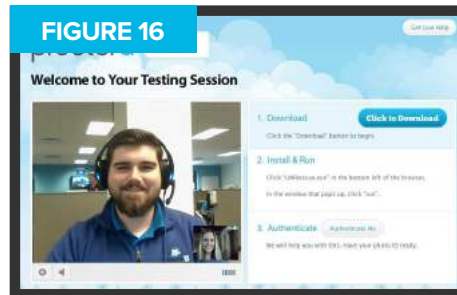 FIGURE 16
Get Live Help
Welcome to Your Testing Session
1. Download
Click to Download
Click the "Download" button to begin.
2. Install & Run
Click "LMIRescue.exe" in the bottom left of the browser.
In the window that pops up, click "run".
3. Authenticate
Authenticate Me
We will help you with this. Have your photo ID ready.